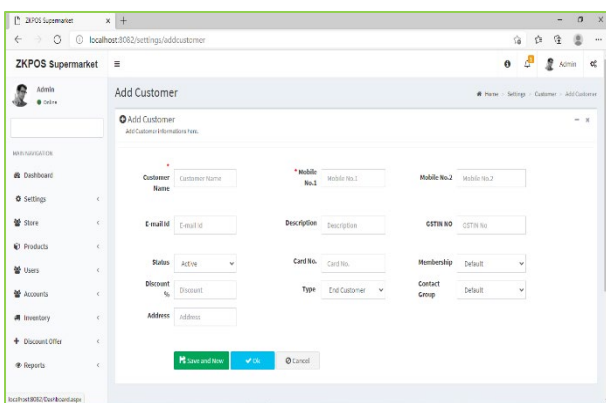 ZKPOS Supermarket
localhost:8082/settings/addcustomer
ZKPOS Supermarket
Admin
Admin
Online
Add Customer
Home > Settings > Customer > Add Customer
Add Customer
Add Customer Informations here.
MAIN NAVIGATION
Dashboard
Settings
Store
Products
Users
Accounts
Inventory
Discount Offer
Reports
* Customer Name Customer Name
* Mobile No.1 Mobile No.1
Mobile No.2 Mobile No.2
E-mail Id E-mail Id
Description Description
GSTIN NO GSTIN No
Status Active
Card No. Card No.
Membership Default
Discount % Discount
Type End Customer
Contact Group Default
Address Address
Save and New
Ok
Cancel
localhost:8082/Dashboard.aspx